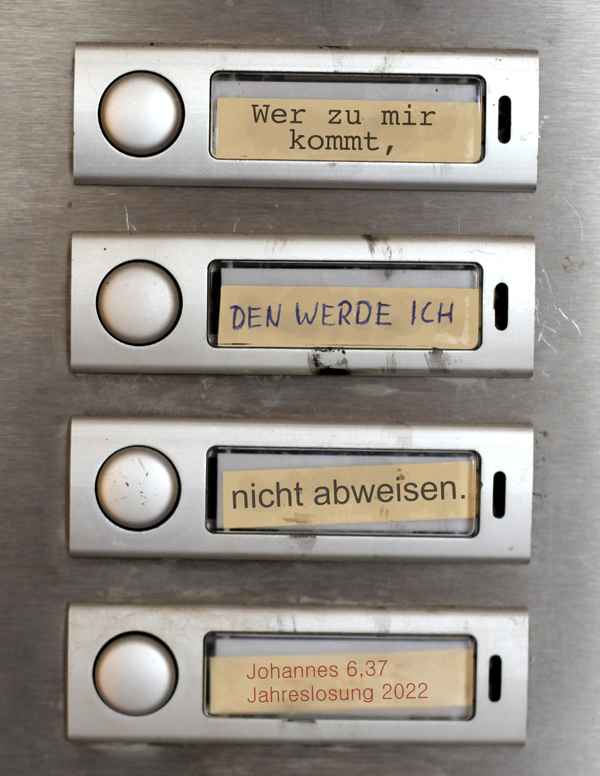 Wer zu mir
kommt,
DEN WERDE ICH
nicht abweisen.
Johannes 6,37
Jahreslosung 2022